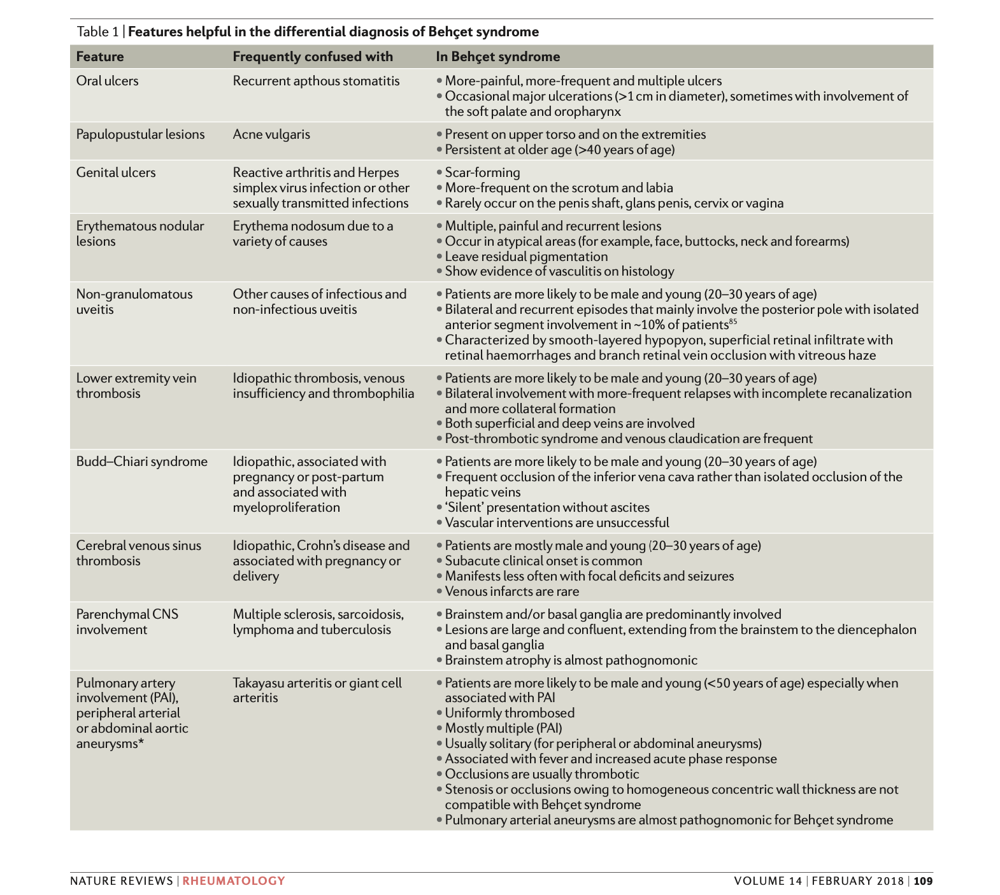 Table 1 | Features helpful in the differential diagnosis of Behçet syndrome
Feature
Frequently confused with
In Behçet syndrome
Oral ulcers
Recurrent apthous stomatitis
• More-painful, more-frequent and multiple ulcers
• Occasional major ulcerations (>1 cm in diameter), sometimes with involvement of
the soft palate and oropharynx
Papulopustular lesions
Acne vulgaris
• Present on upper torso and on the extremities
• Persistent at older age (>40 years of age)
Genital ulcers
Reactive arthritis and Herpes
simplex virus infection or other
sexually transmitted infections
• Scar-forming
• More-frequent on the scrotum and labia
• Rarely occur on the penis shaft, glans penis, cervix or vagina
Erythematous nodular
lesions
Erythema nodosum due to a
variety of causes
• Multiple, painful and recurrent lesions
• Occur in atypical areas (for example, face, buttocks, neck and forearms)
• Leave residual pigmentation
• Show evidence of vasculitis on histology
Non-granulomatous
uveitis
Other causes of infectious and
non-infectious uveitis
• Patients are more likely to be male and young (20–30 years of age)
• Bilateral and recurrent episodes that mainly involve the posterior pole with isolated
anterior segment involvement in ~10% of patients85
• Characterized by smooth-layered hypopyon, superficial retinal infiltrate with
retinal haemorrhages and branch retinal vein occlusion with vitreous haze
Lower extremity vein
thrombosis
Idiopathic thrombosis, venous
insufficiency and thrombophilia
• Patients are more likely to be male and young (20–30 years of age)
• Bilateral involvement with more-frequent relapses with incomplete recanalization
and more collateral formation
• Both superficial and deep veins are involved
• Post-thrombotic syndrome and venous claudication are frequent
Budd–Chiari syndrome
Idiopathic, associated with
pregnancy or post-partum
and associated with
myeloproliferation
• Patients are more likely to be male and young (20–30 years of age)
• Frequent occlusion of the inferior vena cava rather than isolated occlusion of the
hepatic veins
• ‘Silent’ presentation without ascites
• Vascular interventions are unsuccessful
Cerebral venous sinus
thrombosis
Idiopathic, Crohn’s disease and
associated with pregnancy or
delivery
• Patients are mostly male and young (20–30 years of age)
• Subacute clinical onset is common
• Manifests less often with focal deficits and seizures
• Venous infarcts are rare
Parenchymal CNS
involvement
Multiple sclerosis, sarcoidosis,
lymphoma and tuberculosis
• Brainstem and/or basal ganglia are predominantly involved
• Lesions are large and confluent, extending from the brainstem to the diencephalon
and basal ganglia
• Brainstem atrophy is almost pathognomonic
Pulmonary artery
involvement (PAI),
peripheral arterial
or abdominal aortic
aneurysms*
Takayasu arteritis or giant cell
arteritis
• Patients are more likely to be male and young (<50 years of age) especially when
associated with PAI
• Uniformly thrombosed
• Mostly multiple (PAI)
• Usually solitary (for peripheral or abdominal aneurysms)
• Associated with fever and increased acute phase response
• Occlusions are usually thrombotic
• Stenosis or occlusions owing to homogeneous concentric wall thickness are not
compatible with Behçet syndrome
• Pulmonary arterial aneurysms are almost pathognomonic for Behçet syndrome
NATURE REVIEWS | RHEUMATOLOGY
VOLUME 14 | FEBRUARY 2018 | 109